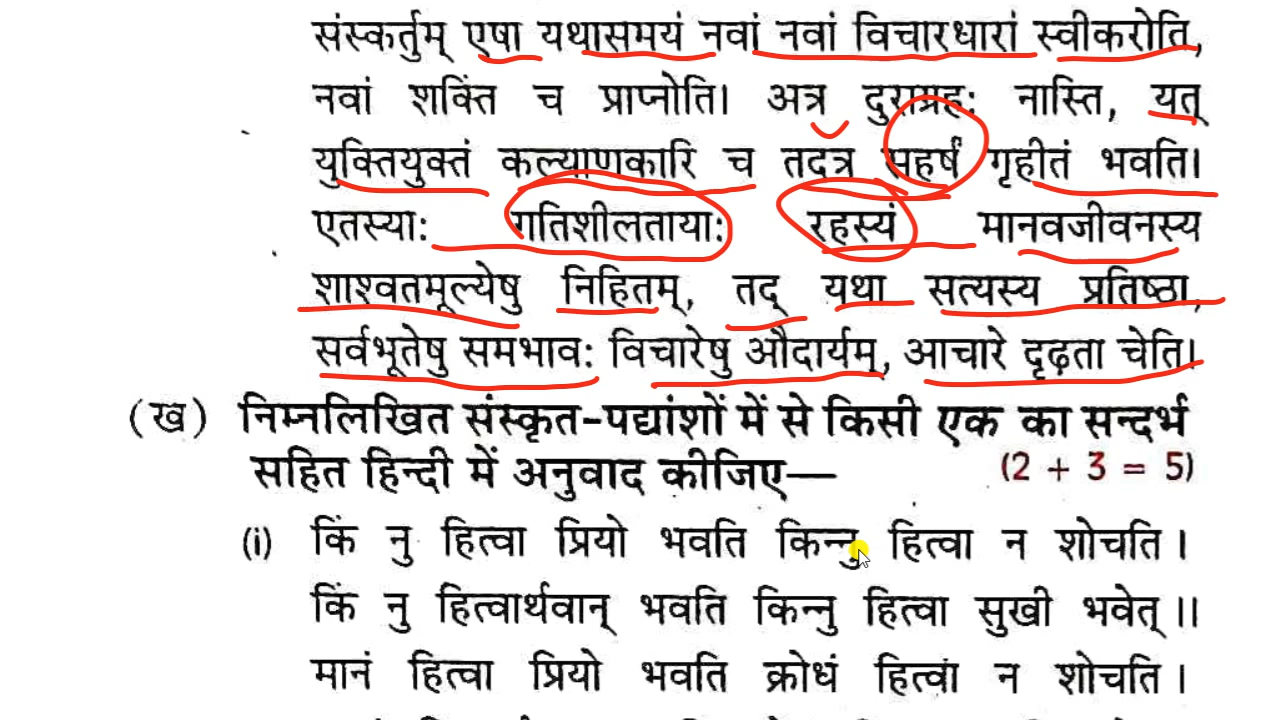 संस्कर्तुम् एषा यथासमयं नवां नवां विचारधारां स्वीकरोति,
नवां शक्तिं च प्राप्नोति। अत्र दुराग्रहः नास्ति, यत्
युक्तियुक्तं कल्याणकारि च तदत्र सहर्षं गृहीतं भवति।
एतस्याः गतिशीलतायाः रहस्यं मानवजीवनस्य
शाश्वतमूल्येषु निहितम्, तद् यथा सत्यस्य प्रतिष्ठा,
सर्वभूतेषु समभावः विचारेषु औदार्यम्, आचारे दृढ़ता चेति।
(ख) निम्नलिखित संस्कृत-पद्यांशों में से किसी एक का सन्दर्भ
सहित हिन्दी में अनुवाद कीजिए— (2 + 3 = 5)
(i) किं नु हित्वा प्रियो भवति किन्नु हित्वा न शोचति।
किं नु हित्वार्थवान् भवति किन्नु हित्वा सुखी भवेत्।।
मानं हित्वा प्रियो भवति क्रोधं हित्वा न शोचति।